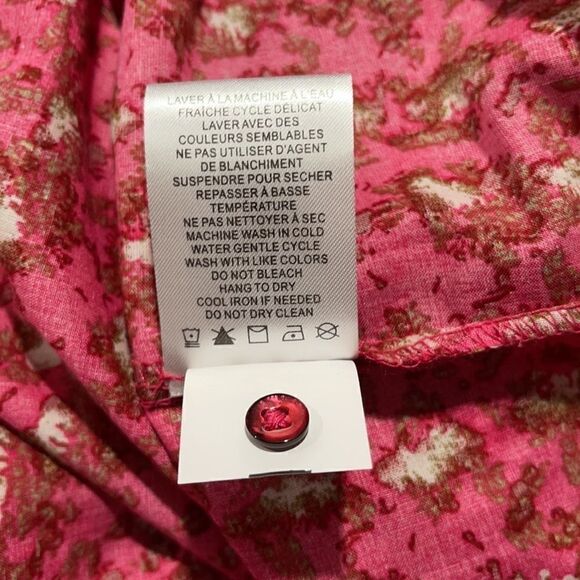 LAVER À LA MACHINE À L'EAU
FRAÎCHE CYCLE DÉLICAT
LAVER AVEC DES
COULEURS SEMBLABLES
NE PAS UTILISER D'AGENT
DE BLANCHIMENT
SUSPENDRE POUR SECHER
REPASSER À BASSE
TEMPÉRATURE
NE PAS NETTOYER À SEC
MACHINE WASH IN COLD
WATER GENTLE CYCLE
WASH WITH LIKE COLORS
DO NOT BLEACH
HANG TO DRY
COOL IRON IF NEEDED
DO NOT DRY CLEAN